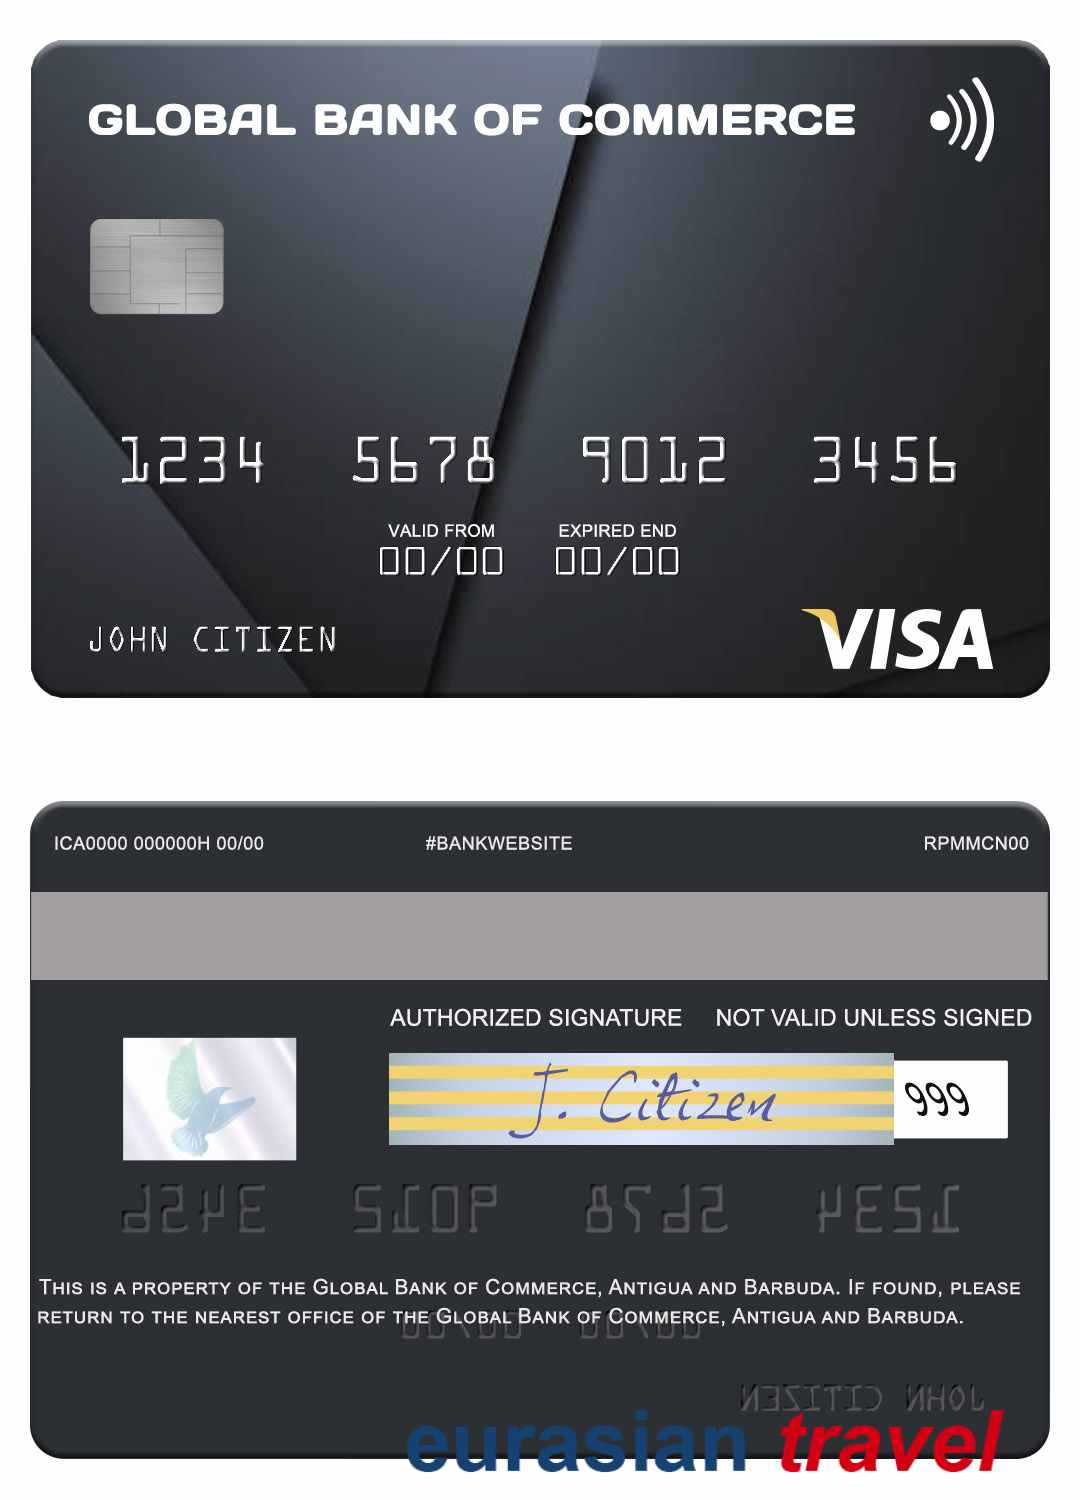 GLOBAL BANK OF COMMERCE
1234 5678 9012 3456
VALID FROM EXPIRED END
00/00 00/00
JOHN CITIZEN
VISA
ICA0000 000000H 00/00 #BANKWEBSITE RPMMCN00
AUTHORIZED SIGNATURE NOT VALID UNLESS SIGNED
J. Citizen 999
THIS IS A PROPERTY OF THE GLOBAL BANK OF COMMERCE, ANTIGUA AND BARBUDA. IF FOUND, PLEASE
RETURN TO THE NEAREST OFFICE OF THE GLOBAL BANK OF COMMERCE, ANTIGUA AND BARBUDA.
JOHN CITIZEN
eurasian travel